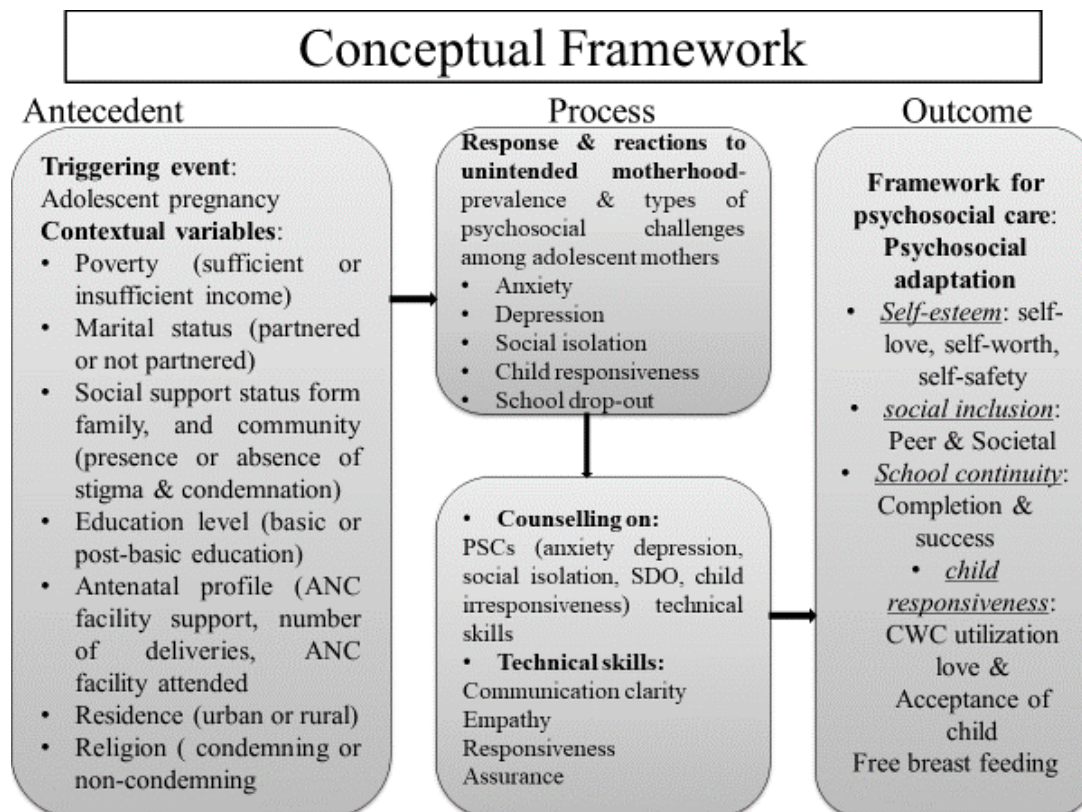 Conceptual Framework
Antecedent
Triggering event:
Adolescent pregnancy
Contextual variables:
• Poverty (sufficient or
insufficient income)
• Marital status (partnered
or not partnered)
• Social support status form
family, and community
(presence or absence of
stigma & condemnation)
• Education level (basic or
post-basic education)
• Antenatal profile (ANC
facility support, number
of deliveries, ANC
facility attended
• Residence (urban or rural)
• Religion ( condemning or
non-condemning
Process
Response & reactions to
unintended motherhood-
prevalence & types of
psychosocial challenges
among adolescent mothers
• Anxiety
• Depression
• Social isolation
• Child responsiveness
• School drop-out
• Counselling on:
PSCs (anxiety depression,
social isolation, SDO, child
irresponsiveness) technical
skills
• Technical skills:
Communication clarity
Empathy
Responsiveness
Assurance
Outcome
Framework for
psychosocial care:
Psychosocial
adaptation
• Self-esteem: self-
love, self-worth,
self-safety
• social inclusion:
Peer & Societal
• School continuity:
Completion &
success
• child
responsiveness:
CWC utilization
love &
Acceptance of
child
Free breast feeding